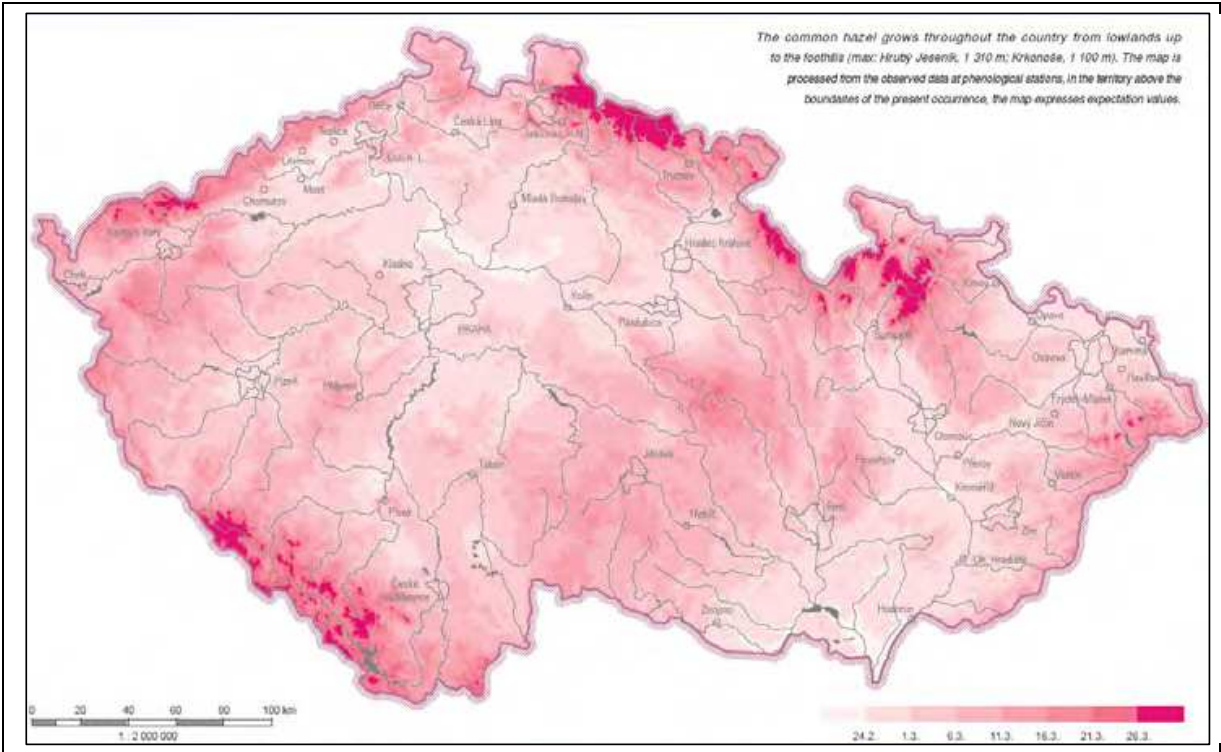 The common hazel grows throughout the country from lowlands up
to the foothills (max: Hrubý Jeseník, 1 310 m; Krkonoše, 1 100 m). The map is
processed from the observed data at phenological stations, in the territory above the
boundaites of the present occurrence, the map expresses expectation values.
Děčín
Česká Lípa
Teplice
Litvínov
Most
Chomutov
Trutnov
Mladá Boleslav
Karlovy Vary
Hradec Králové
Cheb
Kladno
Kolín
Pardubice
PRAHA
Krnov
Opava
Šumperk
Ostrava
Karviná
Havířov
Plzeň
Příbram
Frýdek-Místek
Nový Jičín
Olomouc
Jihlava
Prostějov
Přerov
Tábor
Vsetín
Kroměříž
Písek
Třebíč
Brno
Zlín
Uh. Hradiště
České
Budějovice
Znojmo
Hodonín
0 20 40 60 80 100 km
1 : 2 000 000
24.2. 1.3. 6.3. 11.3. 16.3. 21.3. 26.3.